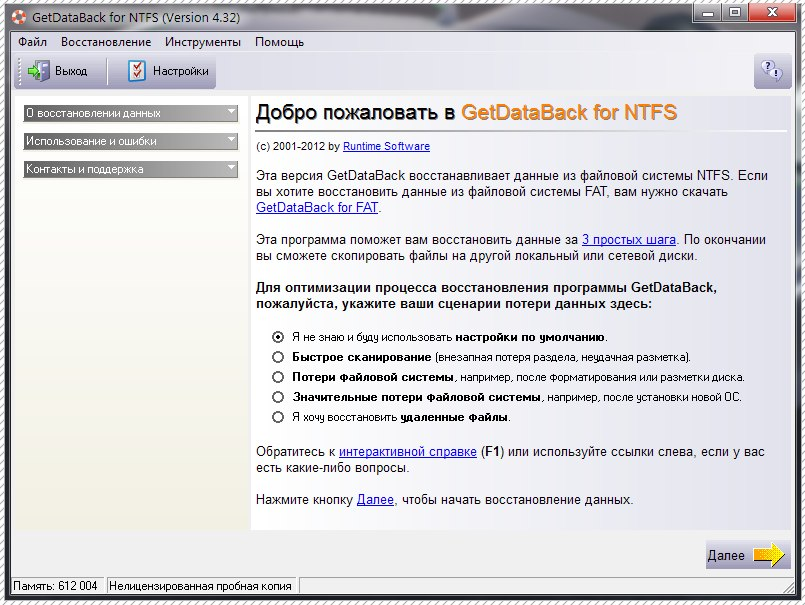 GetDataBack for NTFS (Version 4.32)
Файл Восстановление Инструменты Помощь
Выход Настройки
О восстановлении данных
Использование и ошибки
Контакты и поддержка
Добро пожаловать в GetDataBack for NTFS
(c) 2001-2012 by Runtime Software
Эта версия GetDataBack восстанавливает данные из файловой системы NTFS. Если
вы хотите восстановить данные из файловой системы FAT, вам нужно скачать
GetDataBack for FAT.
Эта программа поможет вам восстановить данные за 3 простых шага. По окончании
вы сможете скопировать файлы на другой локальный или сетевой диски.
Для оптимизации процесса восстановления программы GetDataBack,
пожалуйста, укажите ваши сценарии потери данных здесь:
Я не знаю и буду использовать настройки по умолчанию.
Быстрое сканирование (внезапная потеря раздела, неудачная разметка).
Потери файловой системы, например, после форматирования или разметки диска.
Значительные потери файловой системы, например, после установки новой ОС.
Я хочу восстановить удаленные файлы.
Обратитесь к интерактивной справке (F1) или используйте ссылки слева, если у вас
есть какие-либо вопросы.
Нажмите кнопку Далее, чтобы начать восстановление данных.
Далее
Память: 612 004 Нелицензированная пробная копия